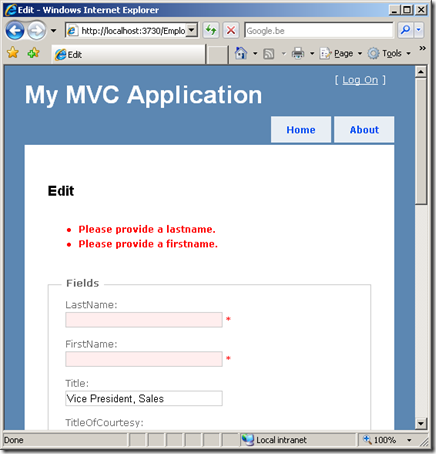 Edit - Windows Internet Explorer
http://localhost:3730/Emplo
Google.be
Edit
Page
Tools
[ Log On ]
My MVC Application
Home
About
Edit
Please provide a lastname.
Please provide a firstname.
Fields
LastName:
*
FirstName:
*
Title:
Vice President, Sales
TitleOfCourtesy:
Done
Local intranet
100%